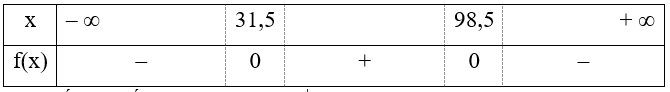 x – ∞ 31,5 98,5 + ∞
f(x) – 0 + 0 –